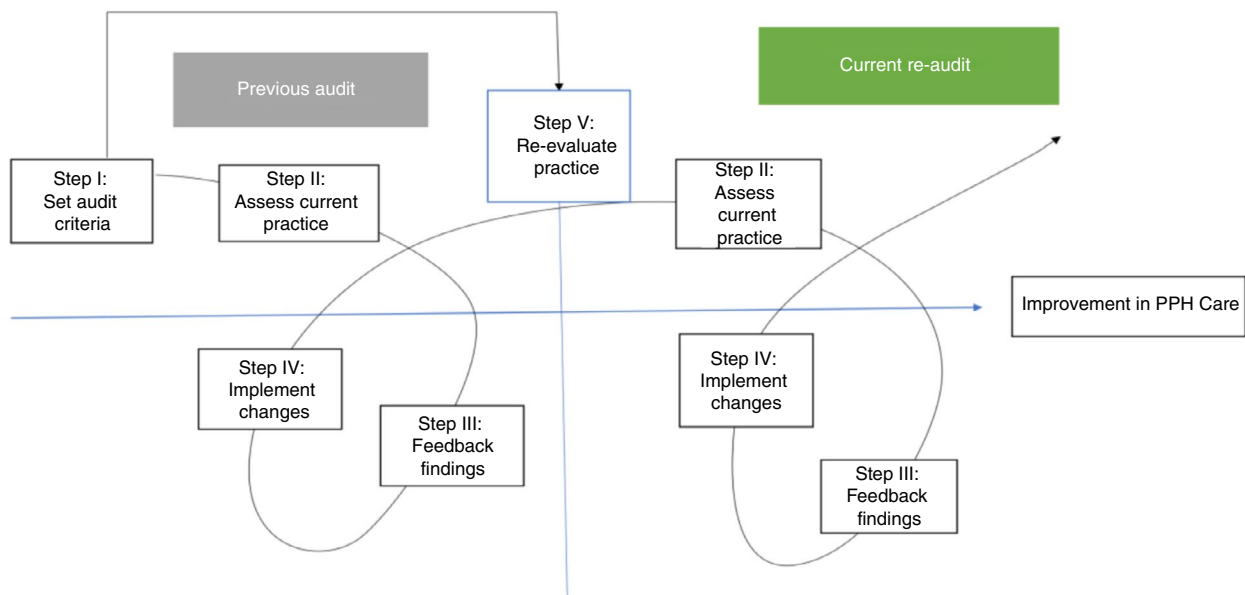 Previous audit
Current re-audit
Step I:
Set audit
criteria
Step II:
Assess current
practice
Step V:
Re-evaluate
practice
Step II:
Assess
current
practice
Improvement in PPH Care
Step IV:
Implement
changes
Step III:
Feedback
findings
Step IV:
Implement
changes
Step III:
Feedback
findings